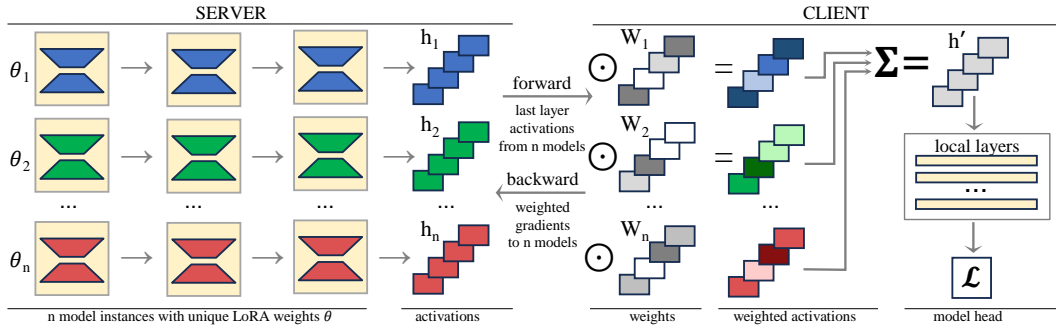 SERVER
CLIENT
θ1
h1
W1
=
Σ=
h′
forward
last layer
activations
from n models
θ2
h2
W2
=
local layers
...
backward
weighted
gradients
to n models
...
...
...
...
θn
hn
Wn
ℒ
n model instances with unique LoRA weights θ
activations
weights
weighted activations
model head